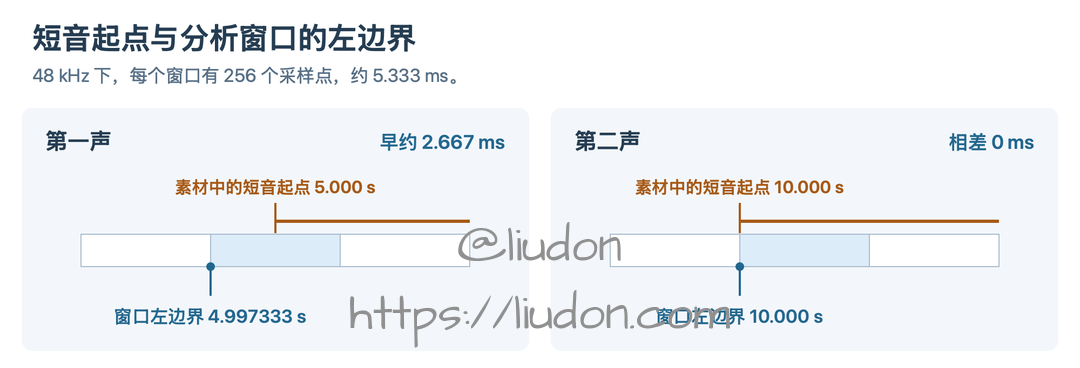 短音起点与分析窗口的左边界
48 kHz 下，每个窗口有 256 个采样点，约 5.333 ms。
第一声
早约 2.667 ms
素材中的短音起点 5.000 s
窗口左边界 4.997333 s
第二声
相差 0 ms
素材中的短音起点 10.000 s
窗口左边界 10.000 s
@liudon
https://liudon.com